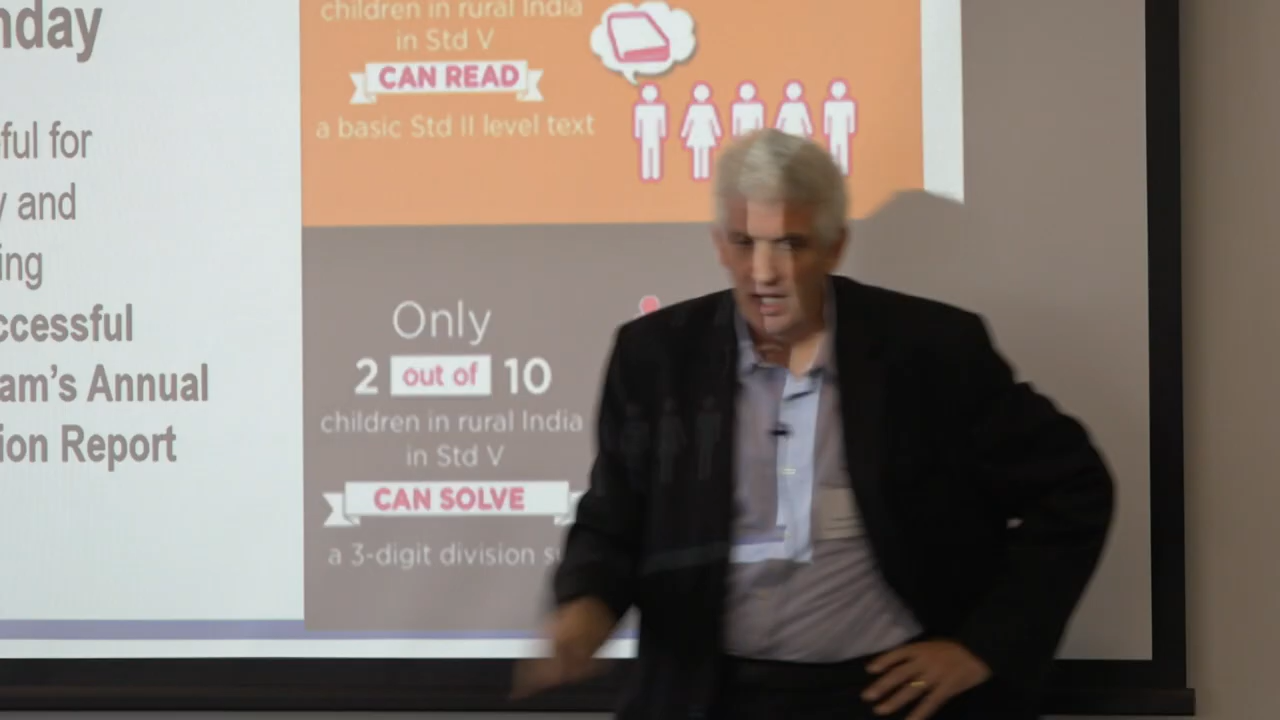 nday
ful for
y and
ing
ccessful
am's Annual
ion Report
children in rural India
in Std V
CAN READ
a basic Std II level text
Only
2 out of 10
children in rural India
in Std V
CAN SOLVE
a 3-digit division